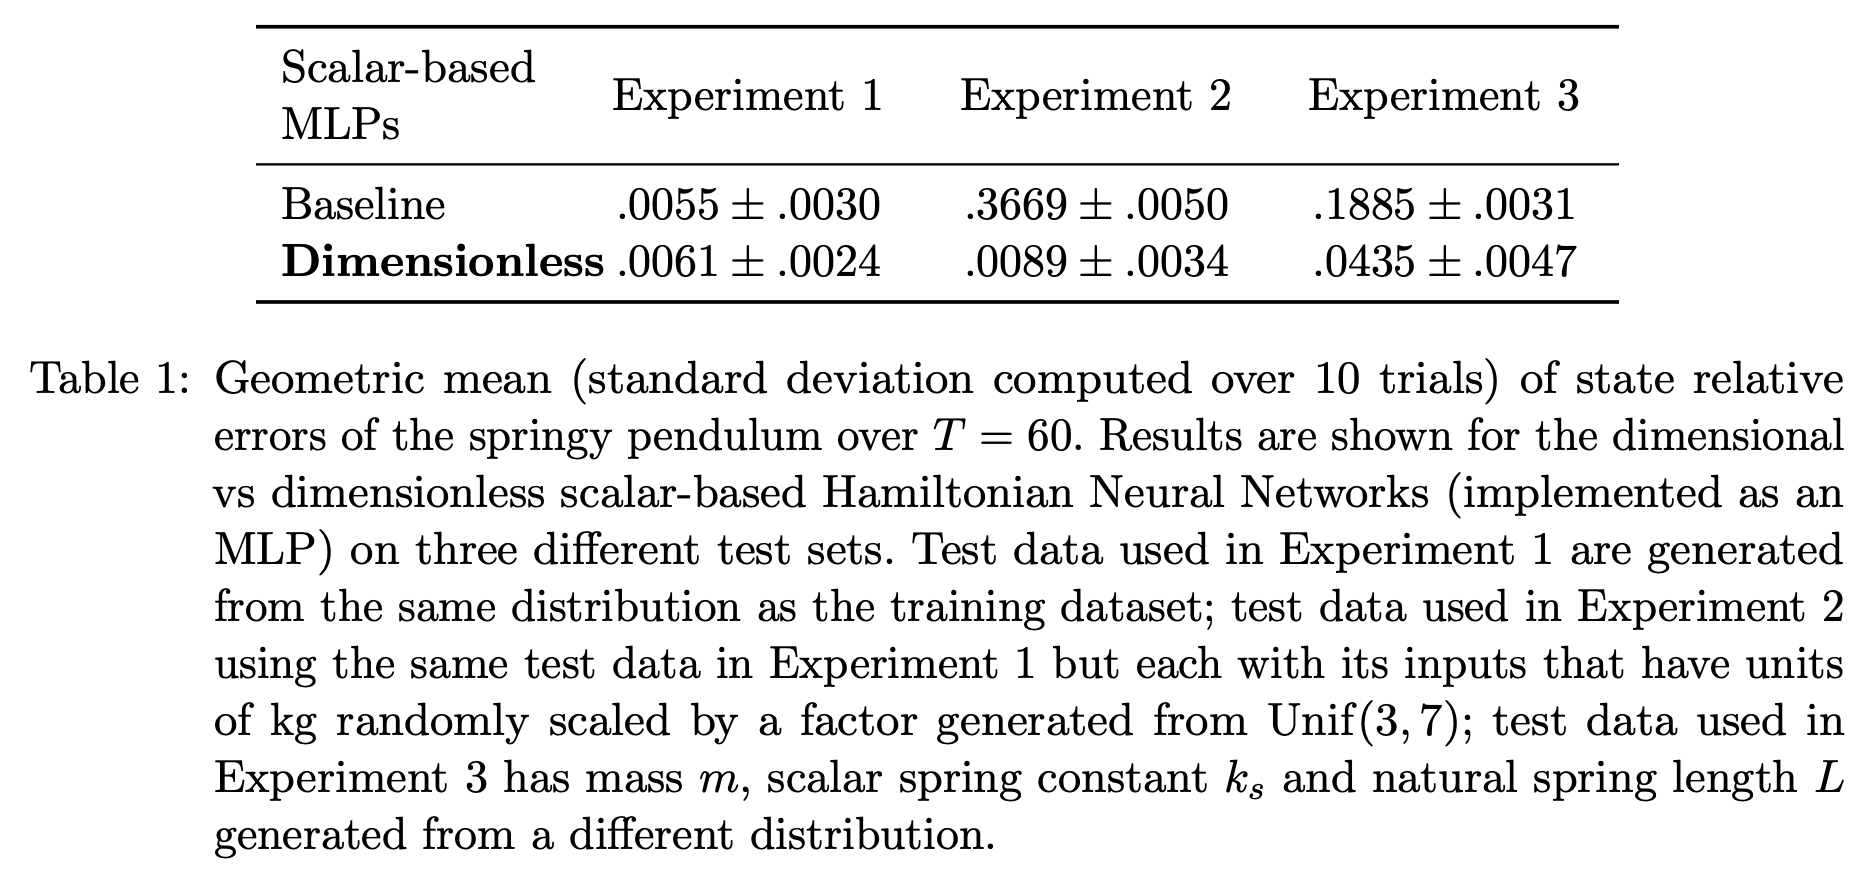 Scalar-based MLPs Experiment 1 Experiment 2 Experiment 3
Baseline .0055 ± .0030 .3669 ± .0050 .1885 ± .0031
Dimensionless .0061 ± .0024 .0089 ± .0034 .0435 ± .0047
Table 1: Geometric mean (standard deviation computed over 10 trials) of state relative
errors of the springy pendulum over T = 60. Results are shown for the dimensional
vs dimensionless scalar-based Hamiltonian Neural Networks (implemented as an
MLP) on three different test sets. Test data used in Experiment 1 are generated
from the same distribution as the training dataset; test data used in Experiment 2
using the same test data in Experiment 1 but each with its inputs that have units
of kg randomly scaled by a factor generated from Unif(3, 7); test data used in
Experiment 3 has mass m, scalar spring constant kₛ and natural spring length L
generated from a different distribution.